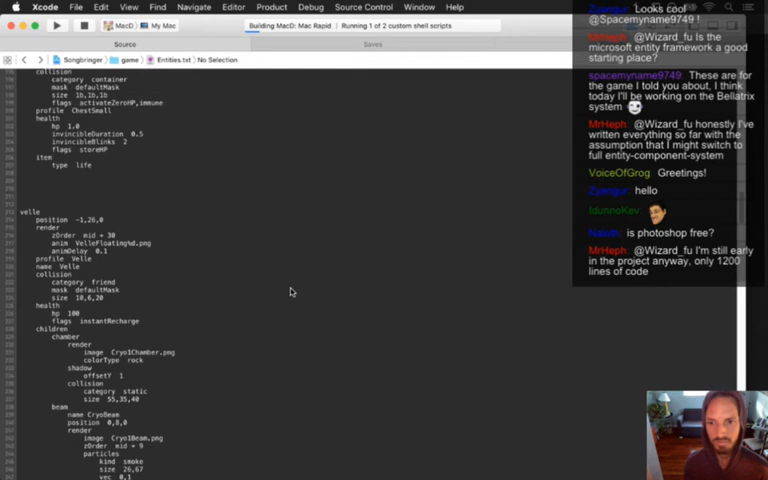 Xcode File Edit View Find Navigate Editor Product Debug Source Control Window Help
MacD My Mac
Building MacD: Mac Rapid Running 1 of 2 custom shell scripts
Source
Saves
Songbringer game Entities.txt No Selection
collision
category container
mask defaultMask
size 1b,1b,1b
flags activateZeroHP,immune
profile ChestSmall
health
hp 1.0
invincibleDuration 0.5
invincibleBlinks 2
flags storeHP
item
type life
velle
position -1,26,0
render
zOrder mid + 30
anim VelleFloating%d.png
animDelay 0.1
profile Velle
name Velle
collision
category friend
mask defaultMask
size 10,6,20
health
hp 100
flags instantRecharge
children
chamber
render
image Cryo1Chamber.png
colorType rock
shadow
offsetY 1
collision
category static
size 55,35,40
beam
name CryoBeam
position 0,8,0
render
image Cryo1Beam.png
zOrder mid + 9
particles
kind smoke
size 26,67
vec 0,1
Zyangur: Looks cool
@Spacemyname9749 !
MrHeph: @Wizard_fu Is the
microsoft entity framework a good
starting place?
spacemyname9749: These are for
the game I told you about, I think
today I'll be working on the Bellatrix
system
MrHeph: @Wizard_fu honestly I've
written everything so far with the
assumption that I might switch to
full entity-component-system
VoiceOfGrog Greetings!
Zyangur: hello
IdunnoKev:
is photoshop free?
MrHeph: @Wizard_fu I'm still early
in the project anyway, only 1200
lines of code